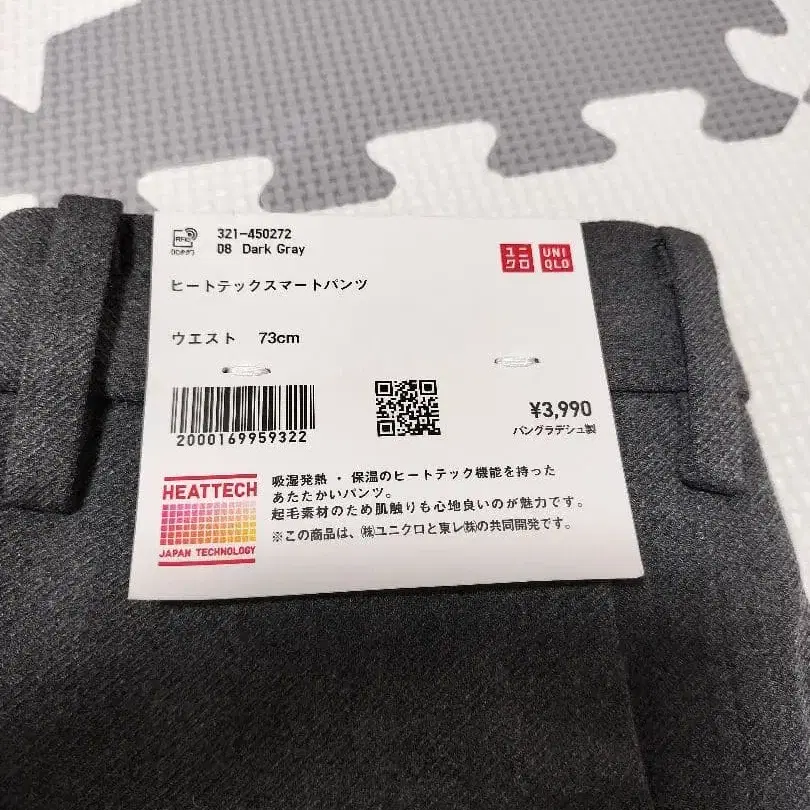 RFID
321-450272
08 Dark Gray
ユニクロ
UNIQLO
ヒートテックスマートパンツ
ウエスト 73cm
2000169959322
¥3,990
バングラデシュ製
HEATTECH
JAPAN TECHNOLOGY
吸湿発熱・保温のヒートテック機能を持った
あたたかいパンツ。
起毛素材のため肌触りも心地良いのが魅力です。
※この商品は、㈱ユニクロと東レ㈱の共同開発です。